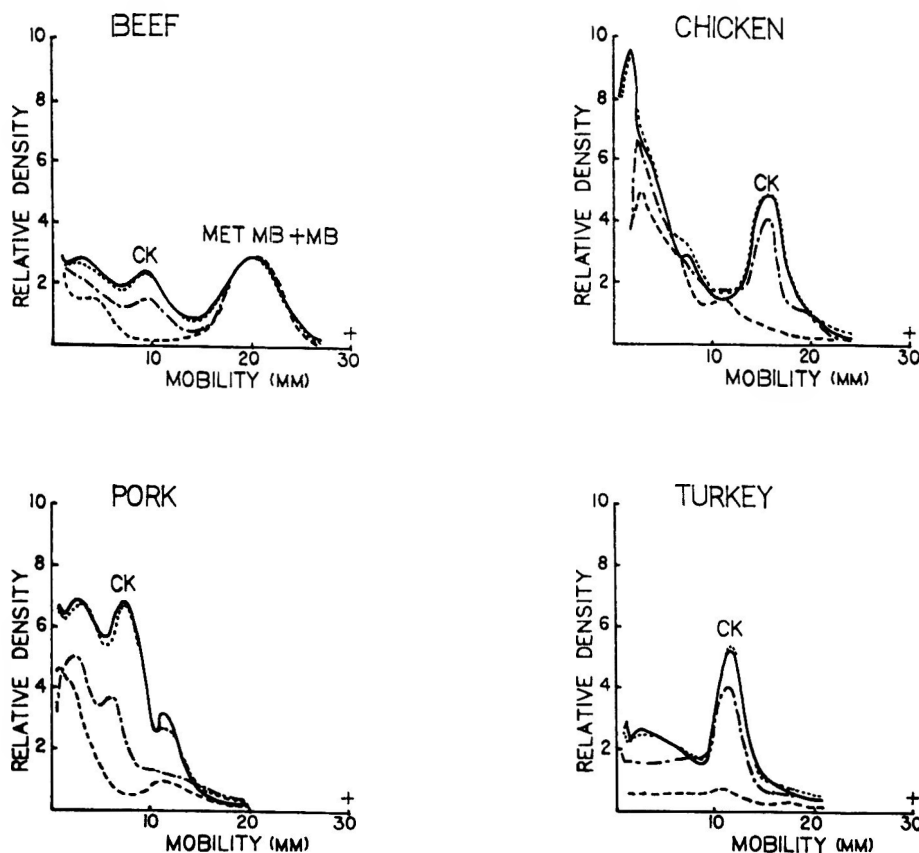 BEEF
10
8
6
4
2
RELATIVE DENSITY
CK
MET MB + MB
+
10
20
30
MOBILITY (MM)
CHICKEN
10
8
6
4
2
RELATIVE DENSITY
CK
+
10
20
30
MOBILITY (MM)
PORK
10
8
6
4
2
RELATIVE DENSITY
CK
+
10
20
30
MOBILITY (MM)
TURKEY
10
8
6
4
2
RELATIVE DENSITY
CK
+
10
20
30
MOBILITY (MM)